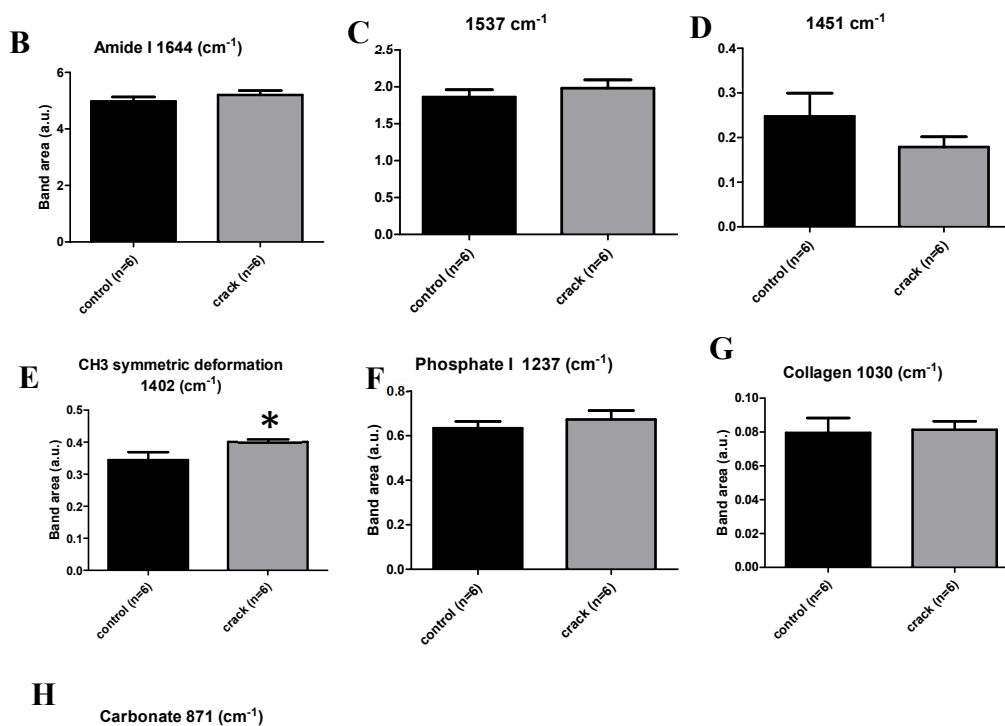 B
Amide I 1644 (cm⁻¹)
Band area (a.u.)
6
4
2
0
control (n=6)
crack (n=6)
C
1537 cm⁻¹
2.5
2.0
1.5
1.0
0.5
0.0
control (n=6)
crack (n=6)
D
1451 cm⁻¹
0.4
0.3
0.2
0.1
0.0
control (n=6)
crack (n=6)
E
CH3 symmetric deformation
1402 (cm⁻¹)
Band area (a.u.)
0.5
0.4
0.3
0.2
0.1
0.0
*
control (n=6)
crack (n=6)
F
Phosphate I 1237 (cm⁻¹)
Band area (a.u.)
0.8
0.6
0.4
0.2
0.0
control (n=6)
crack (n=6)
G
Collagen 1030 (cm⁻¹)
Band area (a.u.)
0.10
0.08
0.06
0.04
0.02
0.00
control (n=6)
crack (n=6)
H
Carbonate 871 (cm⁻¹)